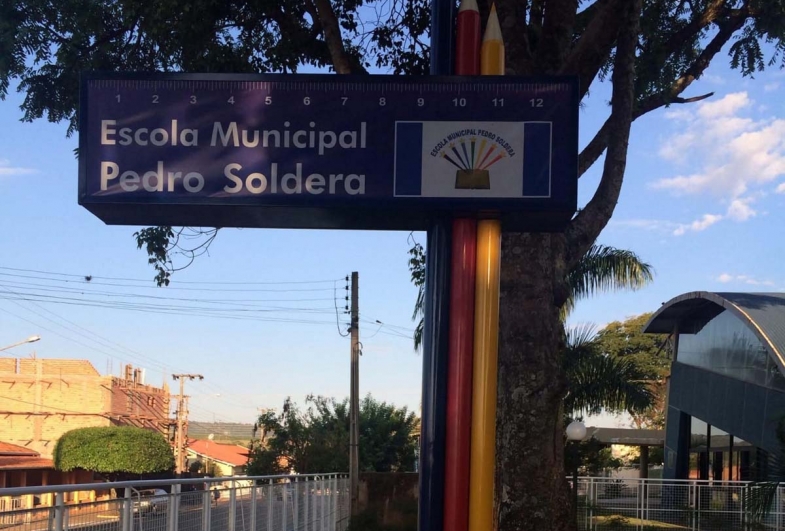 1 2 3 4 5 6 7 8 9 10 11 12
Escola Municipal
Pedro Soldera
ESCOLA MUNICIPAL PEDRO SOLDERA